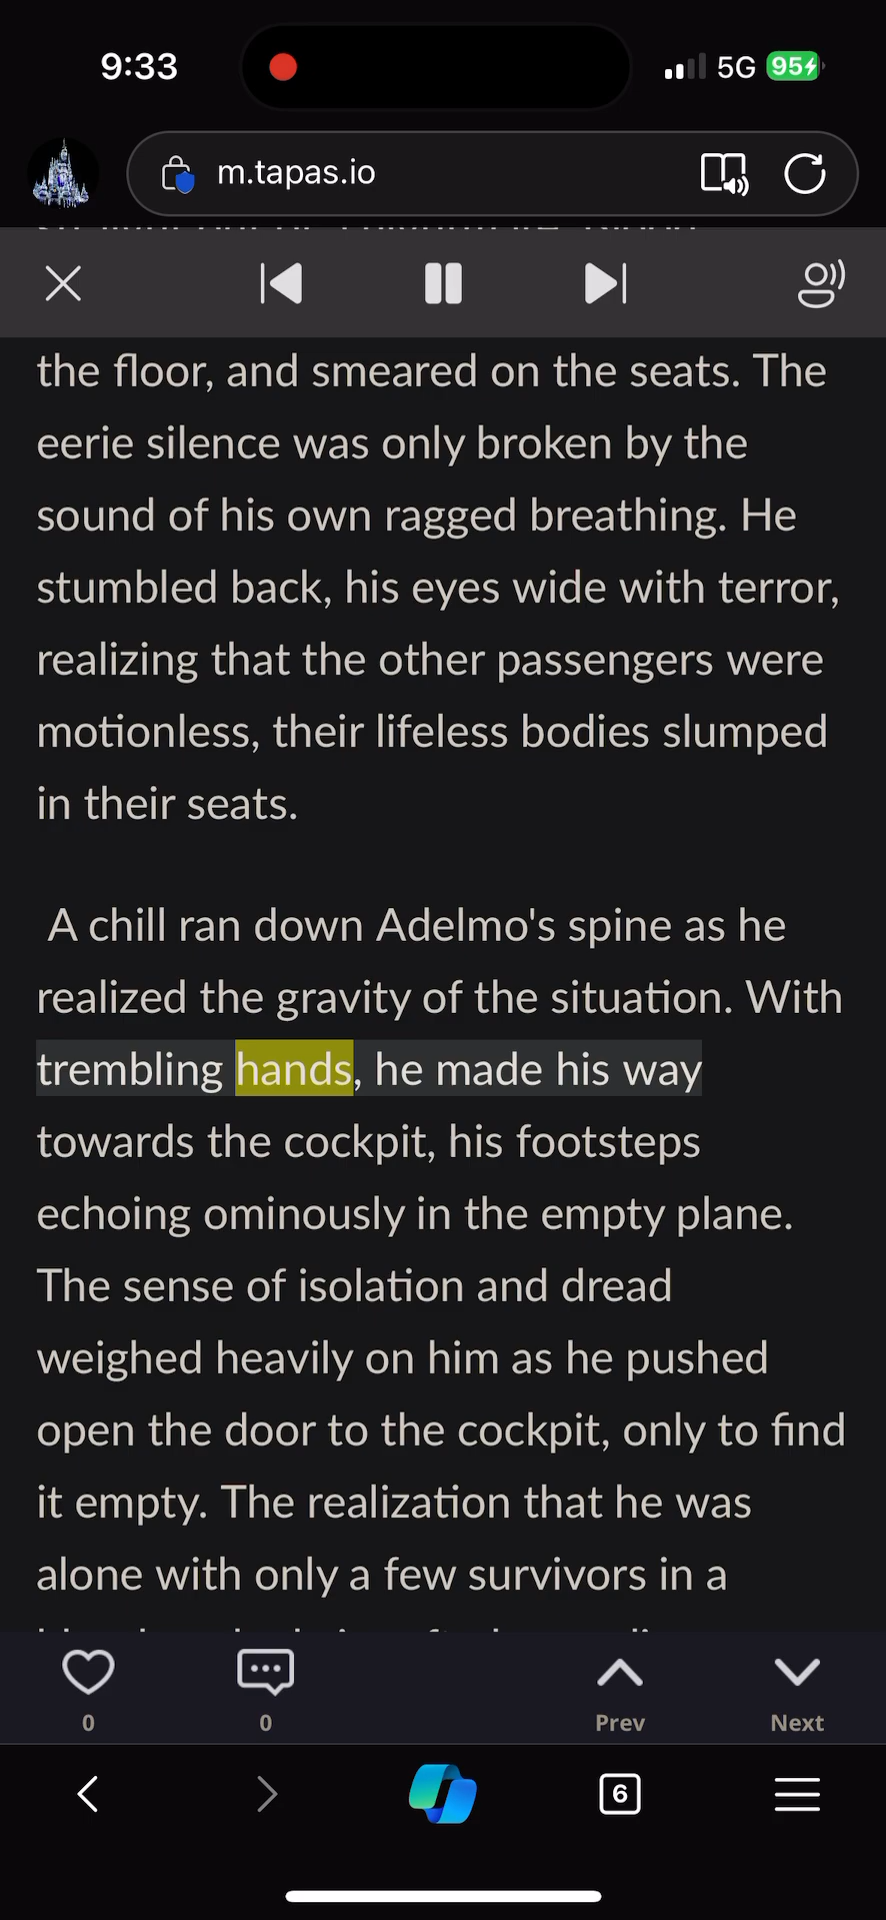 9:33
5G
95
m.tapas.io
the floor, and smeared on the seats. The
eerie silence was only broken by the
sound of his own ragged breathing. He
stumbled back, his eyes wide with terror,
realizing that the other passengers were
motionless, their lifeless bodies slumped
in their seats.
A chill ran down Adelmo's spine as he
realized the gravity of the situation. With
trembling hands, he made his way
towards the cockpit, his footsteps
echoing ominously in the empty plane.
The sense of isolation and dread
weighed heavily on him as he pushed
open the door to the cockpit, only to find
it empty. The realization that he was
alone with only a few survivors in a
0
0
Prev
Next
6